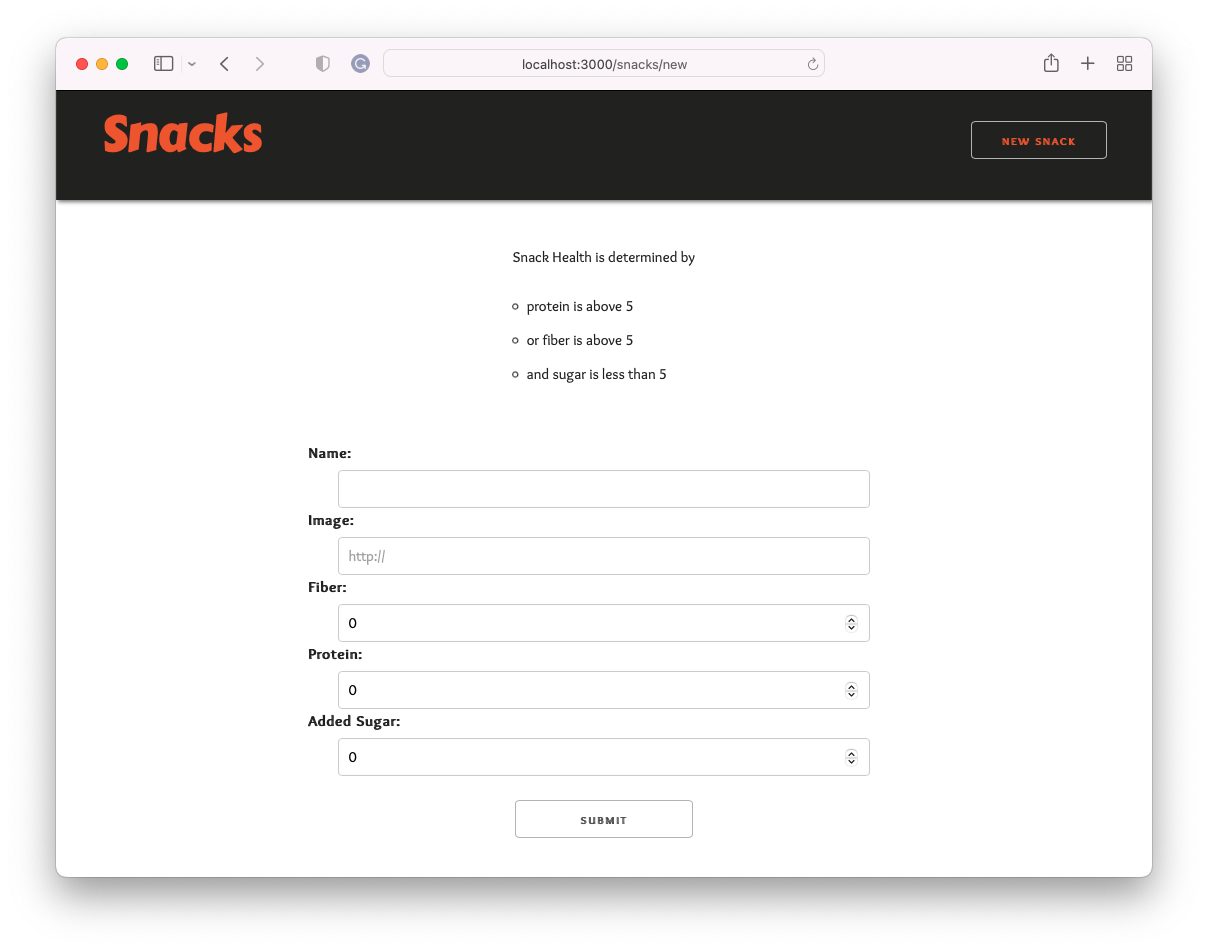 localhost:3000/snacks/new
Snacks
NEW SNACK
Snack Health is determined by
protein is above 5
or fiber is above 5
and sugar is less than 5
Name:
Image:
http://
Fiber:
0
Protein:
0
Added Sugar:
0
SUBMIT